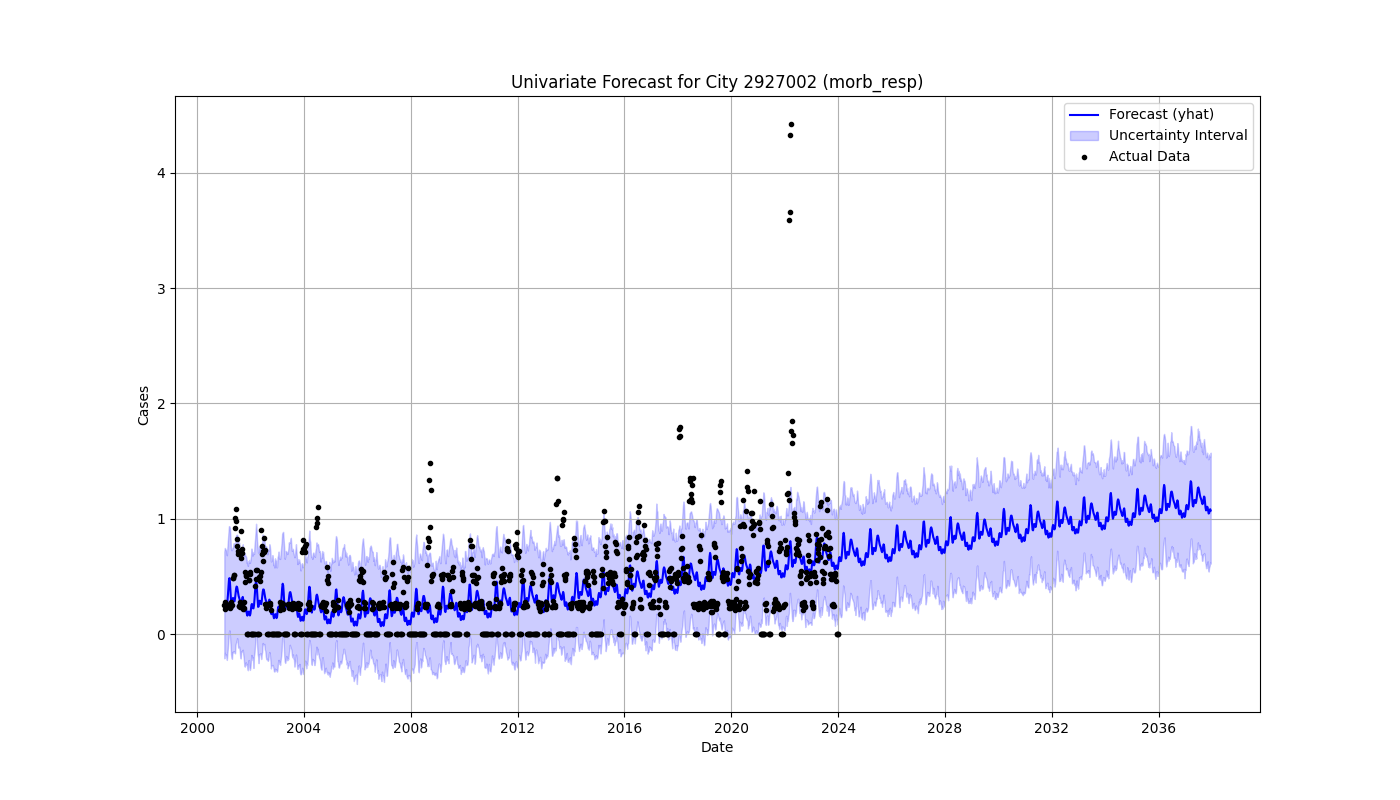 Univariate Forecast for City 2927002 (morb_resp)
Forecast (yhat)
Uncertainty Interval
Actual Data
Cases
4
3
2
1
0
2000 2004 2008 2012 2016 2020 2024 2028 2032 2036
Date